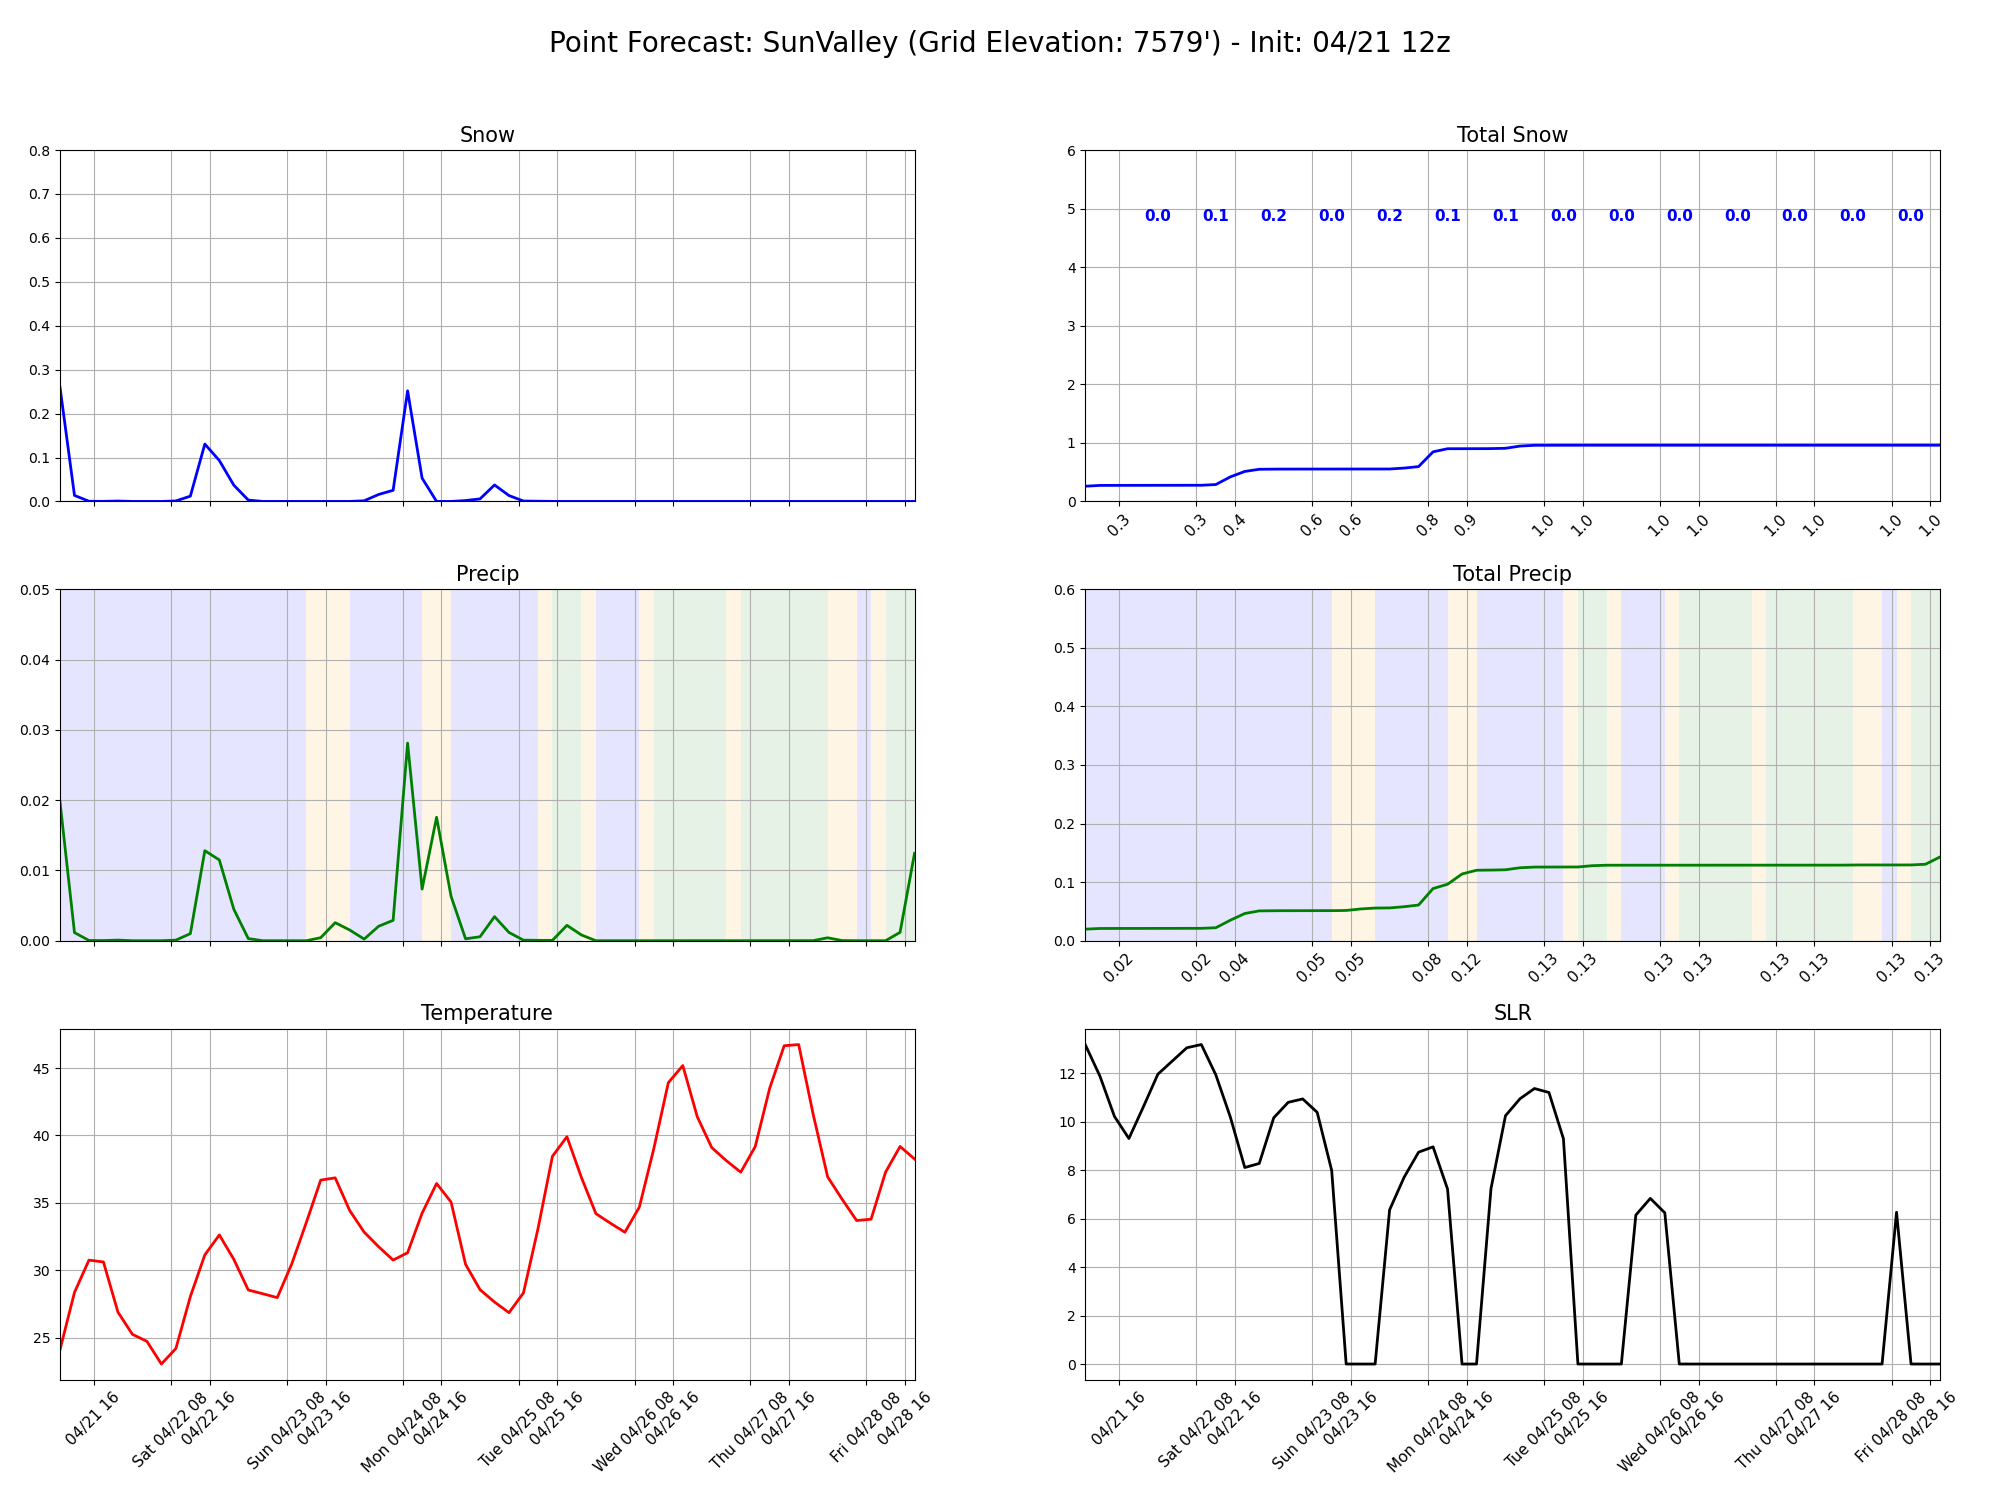 Point Forecast: SunValley (Grid Elevation: 7579') - Init: 04/21 12z
Snow
0.8
0.7
0.6
0.5
0.4
0.3
0.2
0.1
0.0
Total Snow
6
5
4
3
2
1
0
0.0 0.1 0.2 0.0 0.2 0.1 0.1 0.0 0.0 0.0 0.0 0.0 0.0 0.0
0.3 0.3 0.4 0.6 0.6 0.8 0.9 1.0 1.0 1.0 1.0 1.0 1.0 1.0 1.0
Precip
0.05
0.04
0.03
0.02
0.01
0.00
Total Precip
0.6
0.5
0.4
0.3
0.2
0.1
0.0
0.02 0.02 0.04 0.05 0.05 0.08 0.12 0.13 0.13 0.13 0.13 0.13 0.13 0.13 0.13
Temperature
45
40
35
30
25
04/21 16
Sat 04/22 08
04/22 16
Sun 04/23 08
04/23 16
Mon 04/24 08
04/24 16
Tue 04/25 08
04/25 16
Wed 04/26 08
04/26 16
Thu 04/27 08
04/27 16
Fri 04/28 08
04/28 16
SLR
12
10
8
6
4
2
0
04/21 16
Sat 04/22 08
04/22 16
Sun 04/23 08
04/23 16
Mon 04/24 08
04/24 16
Tue 04/25 08
04/25 16
Wed 04/26 08
04/26 16
Thu 04/27 08
04/27 16
Fri 04/28 08
04/28 16